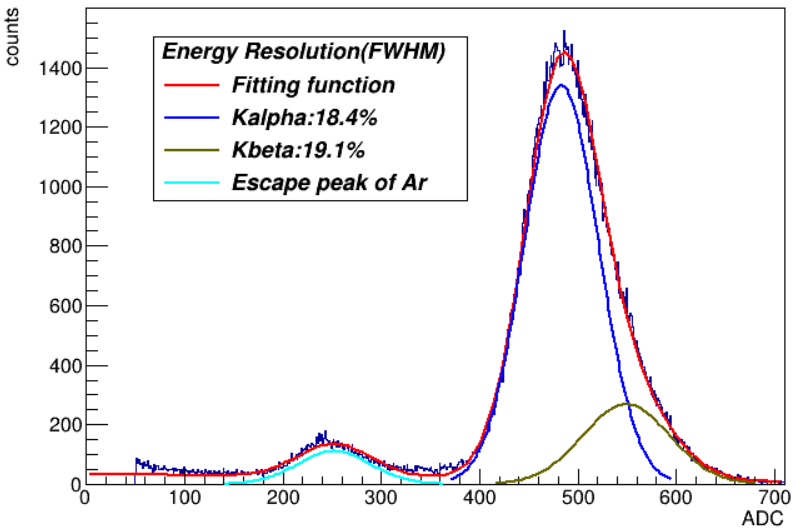 counts
Energy Resolution(FWHM)
Fitting function
Kalpha:18.4%
Kbeta:19.1%
Escape peak of Ar
1400
1200
1000
800
600
400
200
0
0 100 200 300 400 500 600 700
ADC